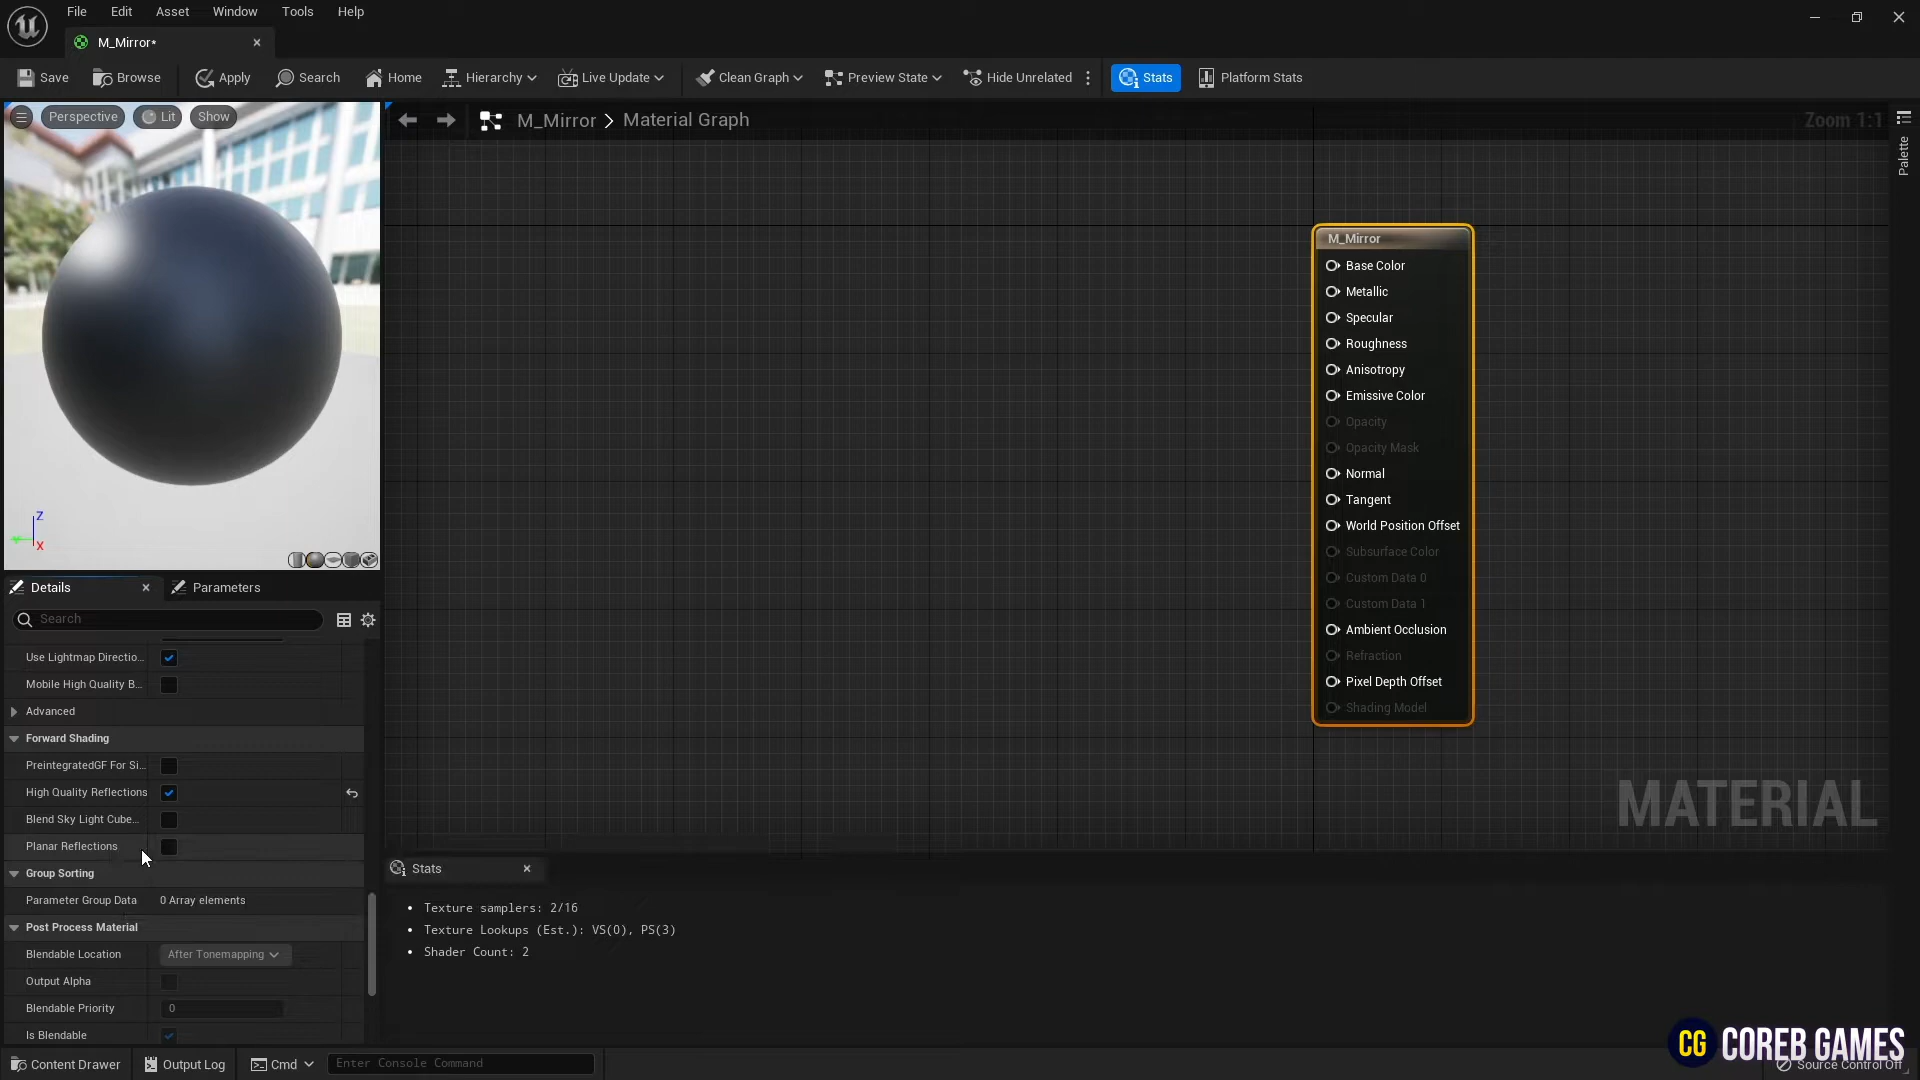 File Edit Asset Window Tools Help
M_Mirror*
Save Browse Apply Search Home Hierarchy Live Update Clean Graph Preview State Hide Unrelated Stats Platform Stats
Perspective Lit Show
M_Mirror > Material Graph
Zoom 1:1
Palette
M_Mirror
Base Color
Metallic
Specular
Roughness
Anisotropy
Emissive Color
Opacity
Opacity Mask
Normal
Tangent
World Position Offset
Subsurface Color
Custom Data 0
Custom Data 1
Ambient Occlusion
Refraction
Pixel Depth Offset
Shading Model
MATERIAL
Z
Y
X
Details Parameters
Search
Use Lightmap Directio...
Mobile High Quality B...
Advanced
Forward Shading
PreintegratedGF For Si...
High Quality Reflections
Blend Sky Light Cube...
Planar Reflections
Group Sorting
Parameter Group Data 0 Array elements
Post Process Material
Blendable Location After Tonemapping
Output Alpha
Blendable Priority 0
Is Blendable
Stats
• Texture samplers: 2/16
• Texture Lookups (Est.): VS(0), PS(3)
• Shader Count: 2
CG COREB GAMES
Content Drawer Output Log Cmd Enter Console Command
Source Control Off